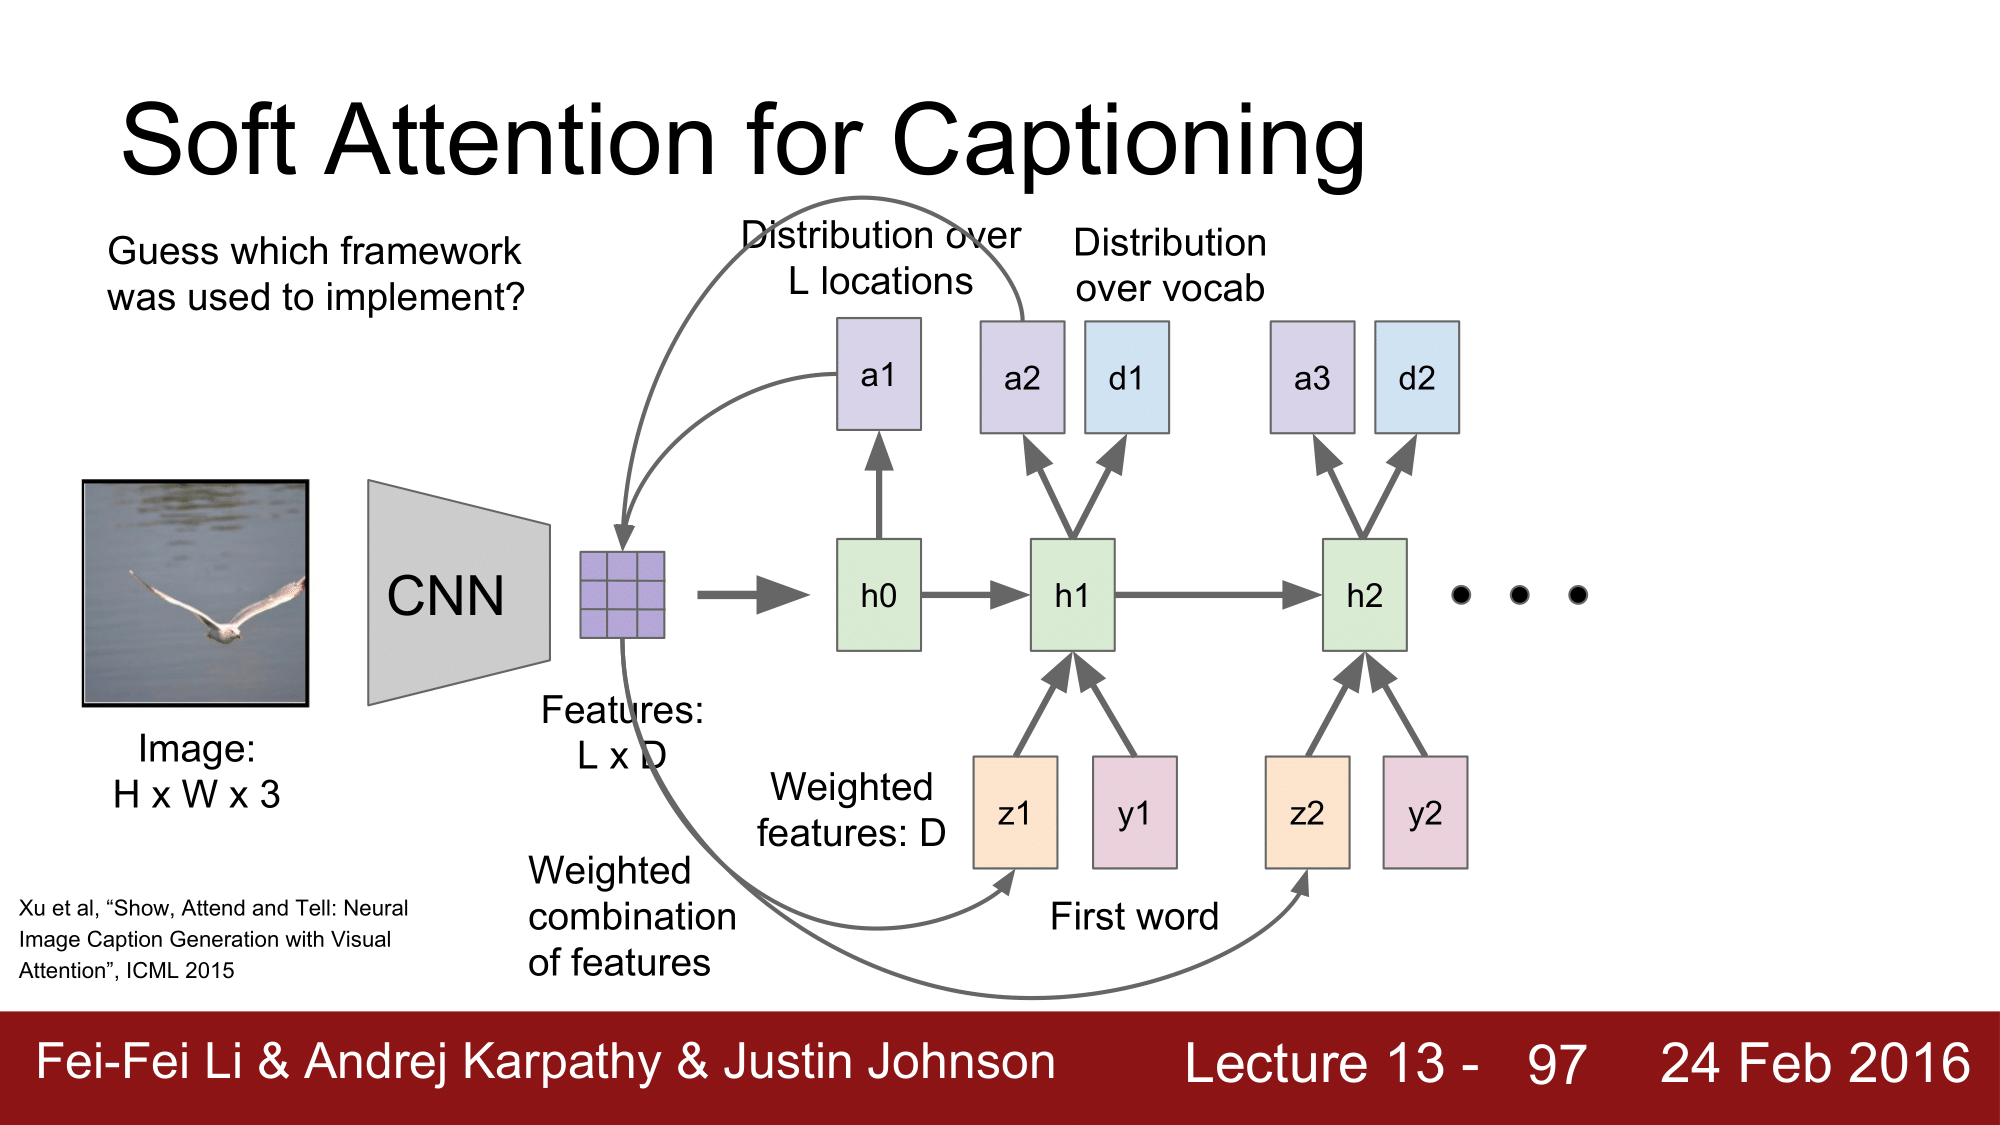 Soft Attention for Captioning
Guess which framework
was used to implement?
Distribution over
L locations
Distribution
over vocab
a1
a2
d1
a3
d2
CNN
h0
h1
h2
Features:
L x D
Image:
H x W x 3
Weighted
features: D
z1
y1
z2
y2
Weighted
combination
of features
First word
Xu et al, “Show, Attend and Tell: Neural
Image Caption Generation with Visual
Attention”, ICML 2015
Fei-Fei Li & Andrej Karpathy & Justin Johnson
Lecture 13 - 97
24 Feb 2016